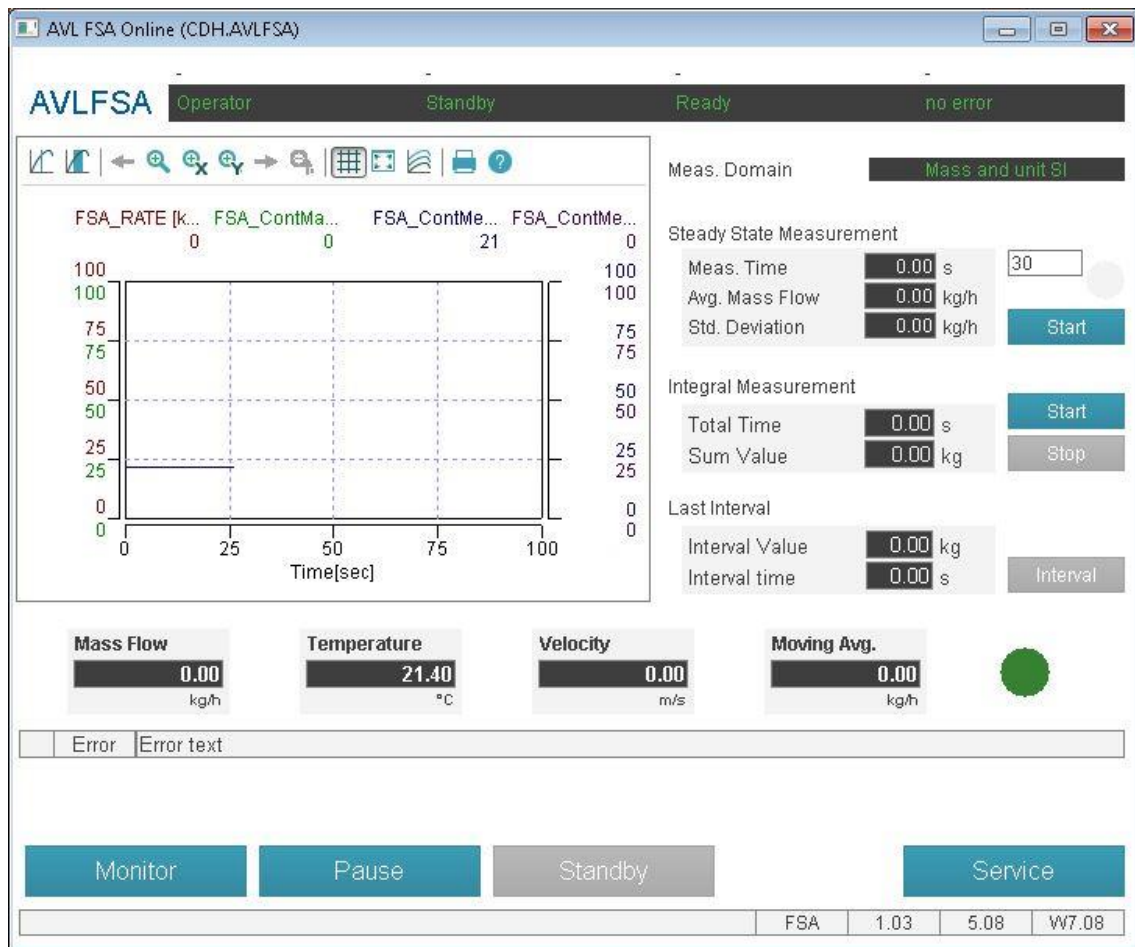 AVL FSA Online (CDH.AVLFSA)
- - - -
AVLFSA Operator Standby Ready no error
Meas. Domain Mass and unit SI
FSA_RATE [k... FSA_ContMa... FSA_ContMe... FSA_ContMe...
0 0 21 0
100 100
100 100
75 75
75 75
50 50
50 50
25 25
25 25
0 0
0 0
0 25 50 75 100
Time[sec]
Steady State Measurement
Meas. Time 0.00 s 30
Avg. Mass Flow 0.00 kg/h
Std. Deviation 0.00 kg/h Start
Integral Measurement
Total Time 0.00 s Start
Sum Value 0.00 kg Stop
Last Interval
Interval Value 0.00 kg
Interval time 0.00 s Interval
Mass Flow Temperature Velocity Moving Avg.
0.00 21.40 0.00 0.00
kg/h °C m/s kg/h
Error Error text
Monitor Pause Standby Service
FSA 1.03 5.08 W7.08